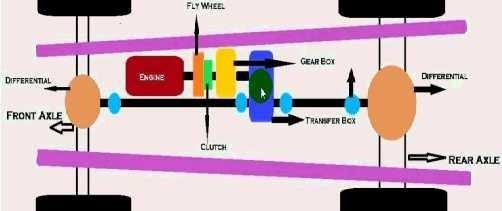 FLY WHEEL
GEAR BOX
DIFFERENTIAL
ENGINE
DIFFERENTIAL
FRONT AXLE
TRANSFER BOX
CLUTCH
REAR AXLE